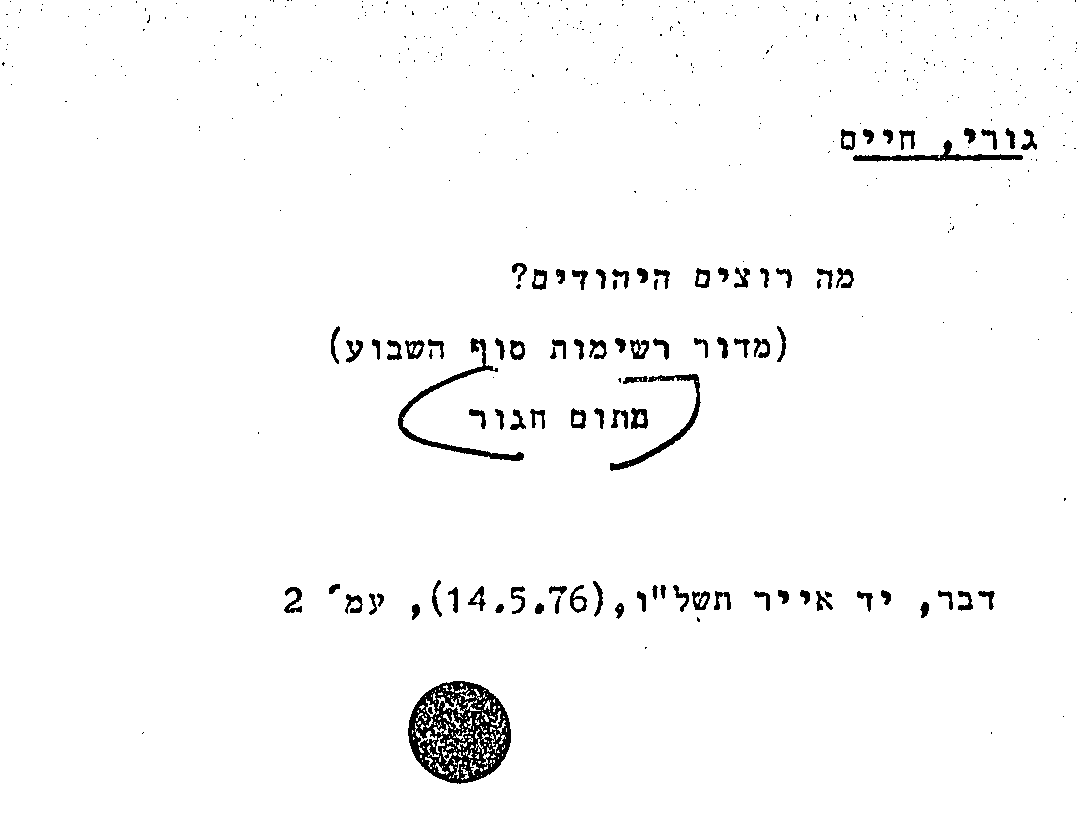 גורי, חיים
מה רוצים היהודים?
(מדור רשימות סוף השבוע)
מתום חגור
דבר, יד אייר תשל"ו,(14.5.76), עמ' 2